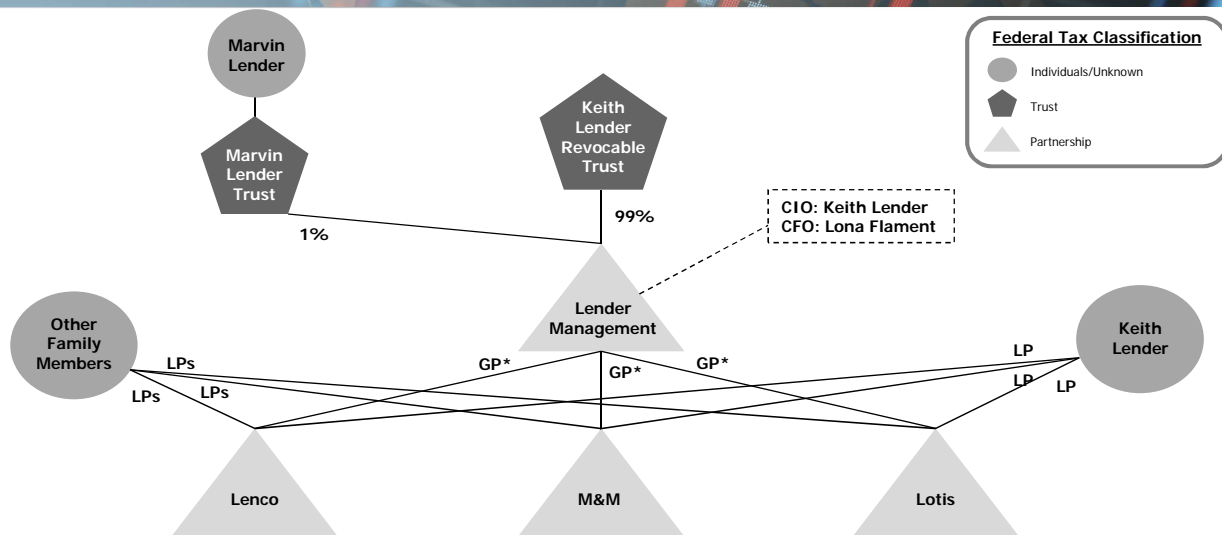 Marvin
Lender
Federal Tax Classification
Individuals/Unknown
Trust
Partnership
Keith
Lender
Revocable
Trust
Marvin
Lender
Trust
99%
1%
CIO: Keith Lender
CFO: Lona Flament
Lender
Management
Other
Family
Members
Keith
Lender
LPs
LPs
LPs
GP*
GP*
GP*
LP
LP
LP
Lenco
M&M
Lotis